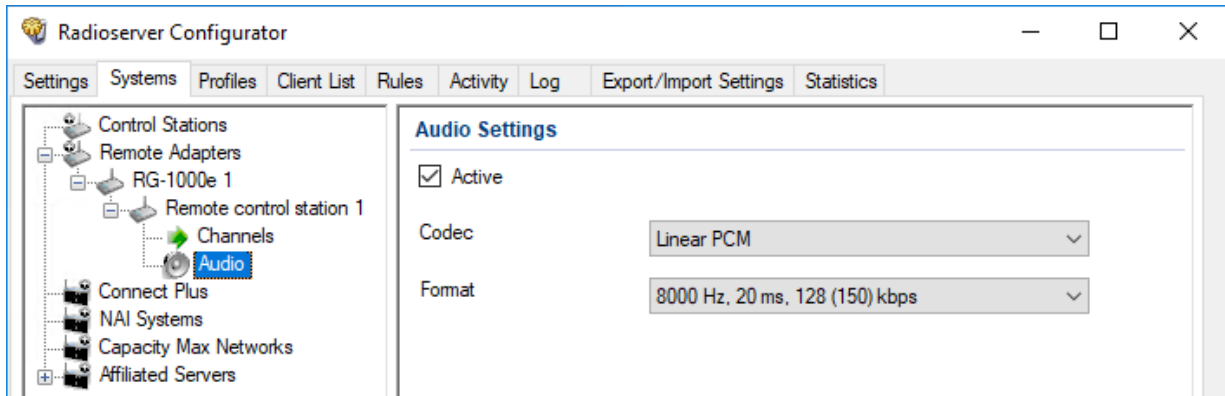 Radioserver Configurator
Settings Systems Profiles Client List Rules Activity Log Export/Import Settings Statistics
Control Stations
Remote Adapters
RG-1000e 1
Remote control station 1
Channels
Audio
Connect Plus
NAI Systems
Capacity Max Networks
Affiliated Servers
Audio Settings
Active
Codec Linear PCM
Format 8000 Hz, 20 ms, 128 (150) kbps